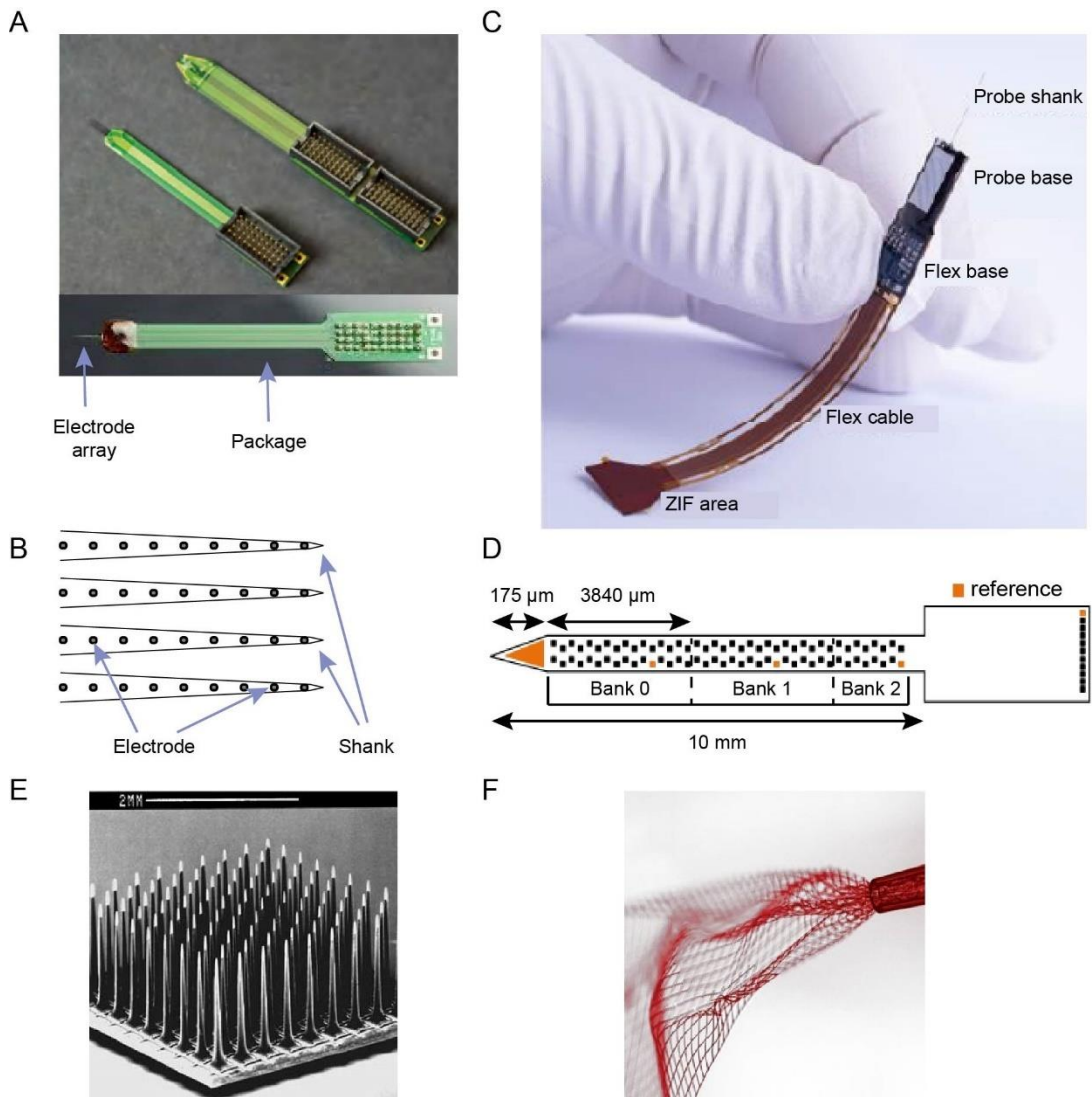 A
Electrode
array
Package
B
Electrode
Shank
C
Probe shank
Probe base
Flex base
Flex cable
ZIF area
D
175 µm
3840 µm
reference
Bank 0
Bank 1
Bank 2
10 mm
E
2MM
F